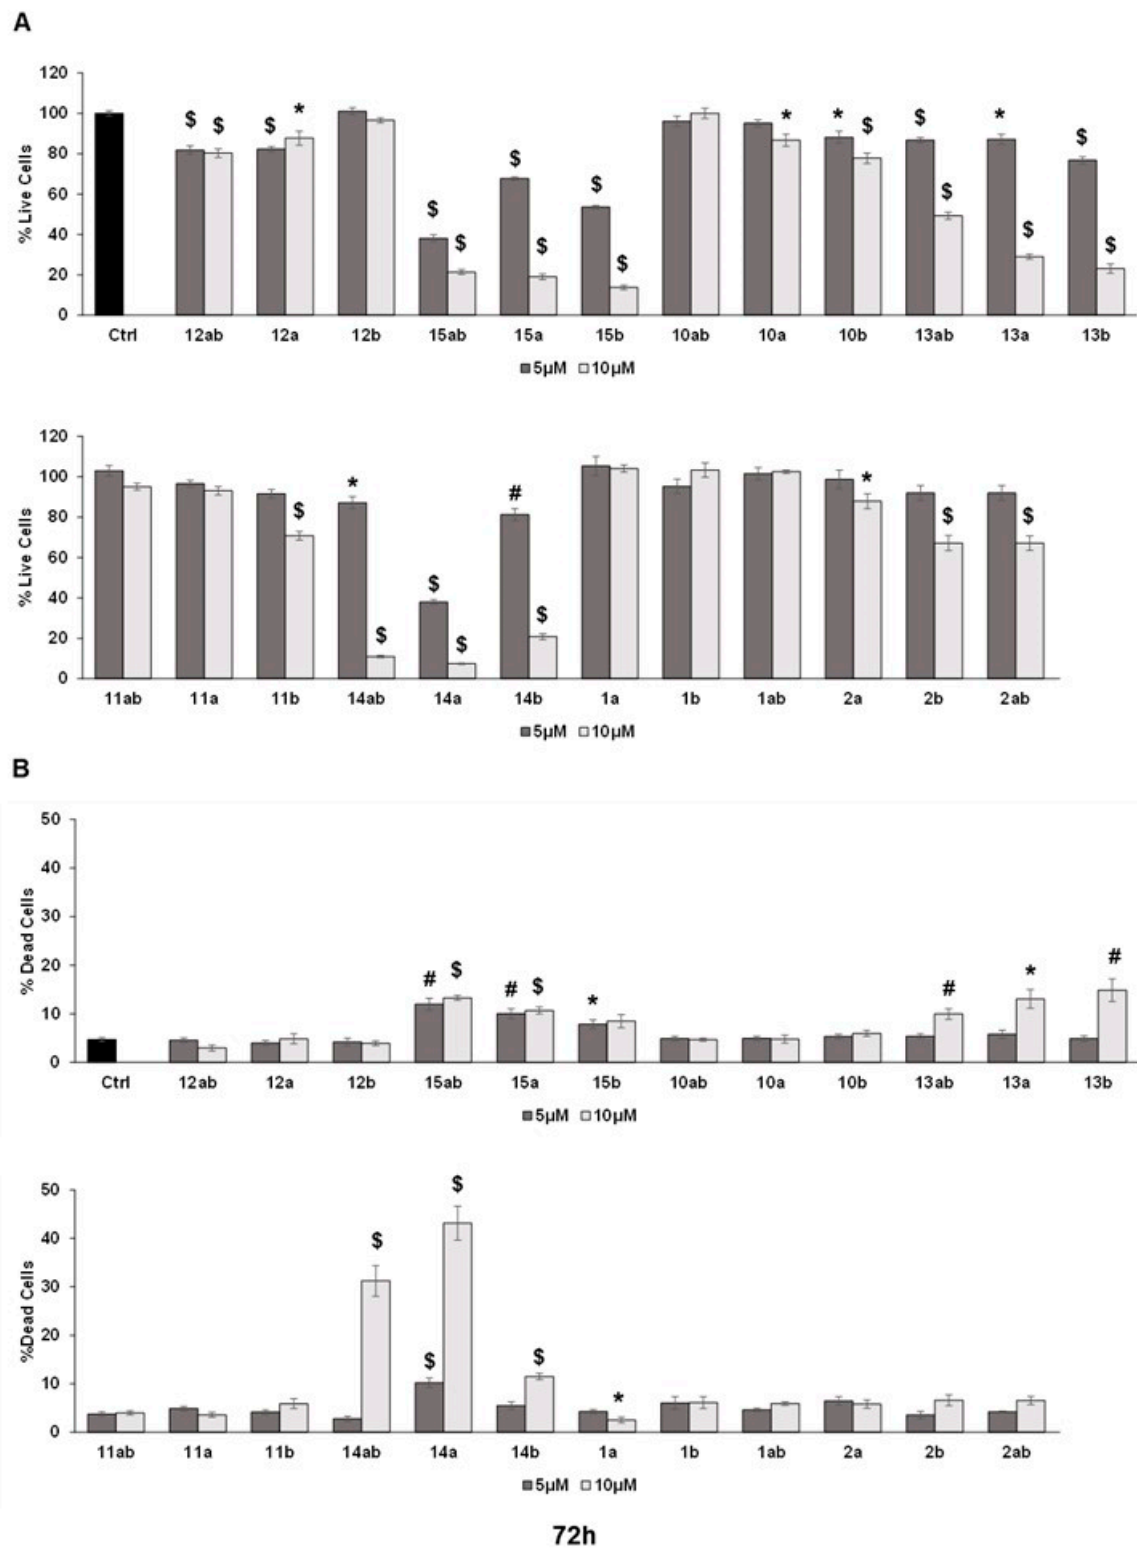 A
120
100
80
60
40
20
0
% Live Cells
$ $ $ * $ $ $ $ $ $ * * $ $ $ * $ $ $
Ctrl 12ab 12a 12b 15ab 15a 15b 10ab 10a 10b 13ab 13a 13b
5µM 10µM
120
100
80
60
40
20
0
% Live Cells
$ * $ $ $ # $ * $ $
11ab 11a 11b 14ab 14a 14b 1a 1b 1ab 2a 2b 2ab
5µM 10µM
B
50
40
30
20
10
0
% Dead Cells
# $ # $ * # * #
Ctrl 12ab 12a 12b 15ab 15a 15b 10ab 10a 10b 13ab 13a 13b
5µM 10µM
50
40
30
20
10
0
%Dead Cells
$ $ $ $ *
11ab 11a 11b 14ab 14a 14b 1a 1b 1ab 2a 2b 2ab
5µM 10µM
72h